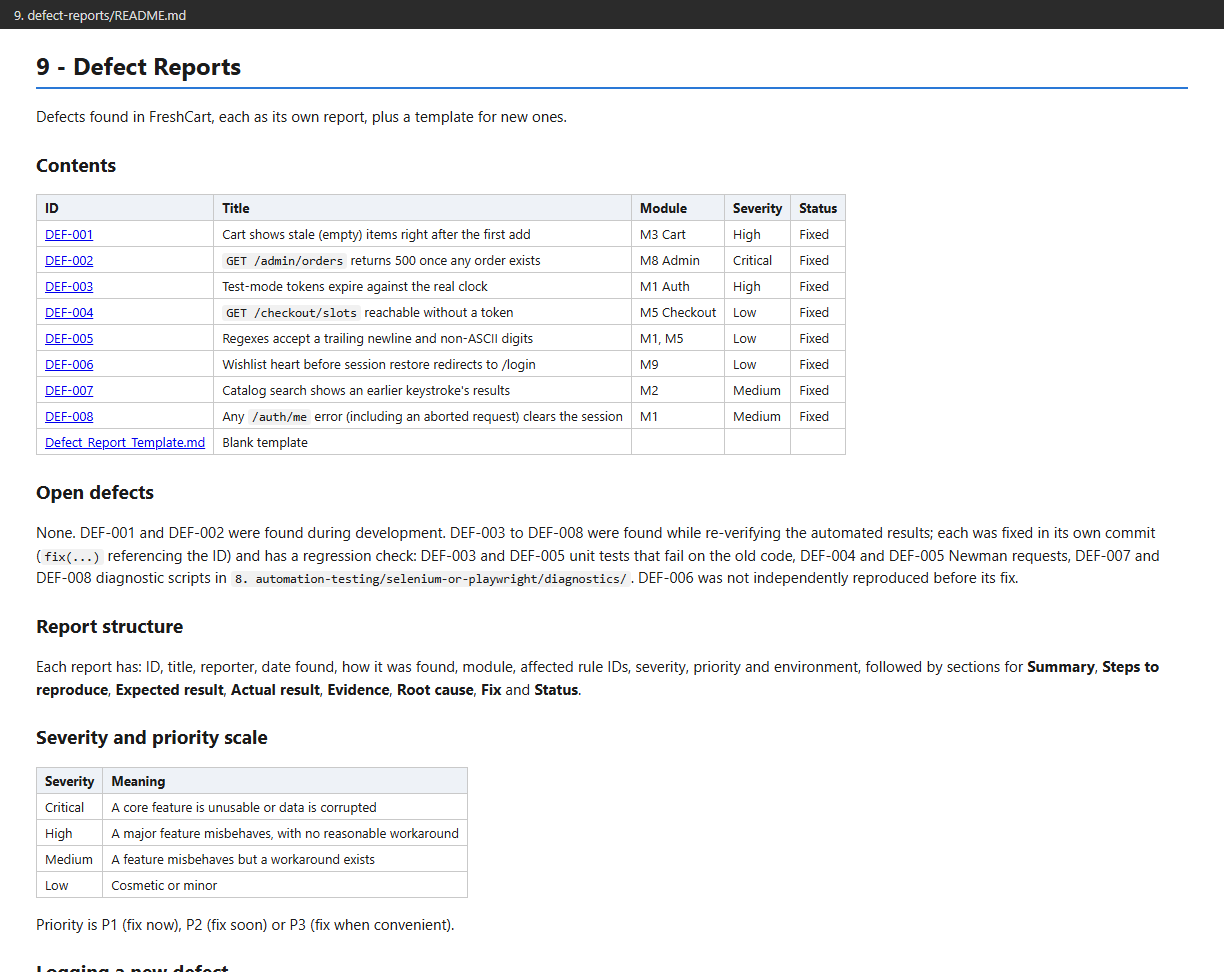 9. defect-reports/README.md
9 - Defect Reports
Defects found in FreshCart, each as its own report, plus a template for new ones.
Contents
ID Title Module Severity Status
DEF-001 Cart shows stale (empty) items right after the first add M3 Cart High Fixed
DEF-002 GET /admin/orders returns 500 once any order exists M8 Admin Critical Fixed
DEF-003 Test-mode tokens expire against the real clock M1 Auth High Fixed
DEF-004 GET /checkout/slots reachable without a token M5 Checkout Low Fixed
DEF-005 Regexes accept a trailing newline and non-ASCII digits M1, M5 Low Fixed
DEF-006 Wishlist heart before session restore redirects to /login M9 Low Fixed
DEF-007 Catalog search shows an earlier keystroke's results M2 Medium Fixed
DEF-008 Any /auth/me error (including an aborted request) clears the session M1 Medium Fixed
Defect_Report_Template.md Blank template
Open defects
None. DEF-001 and DEF-002 were found during development. DEF-003 to DEF-008 were found while re-verifying the automated results; each was fixed in its own commit
(fix(...) referencing the ID) and has a regression check: DEF-003 and DEF-005 unit tests that fail on the old code, DEF-004 and DEF-005 Newman requests, DEF-007 and
DEF-008 diagnostic scripts in 8. automation-testing/selenium-or-playwright/diagnostics/. DEF-006 was not independently reproduced before its fix.
Report structure
Each report has: ID, title, reporter, date found, how it was found, module, affected rule IDs, severity, priority and environment, followed by sections for Summary, Steps to
reproduce, Expected result, Actual result, Evidence, Root cause, Fix and Status.
Severity and priority scale
Severity Meaning
Critical A core feature is unusable or data is corrupted
High A major feature misbehaves, with no reasonable workaround
Medium A feature misbehaves but a workaround exists
Low Cosmetic or minor
Priority is P1 (fix now), P2 (fix soon) or P3 (fix when convenient).
Logging a new defect